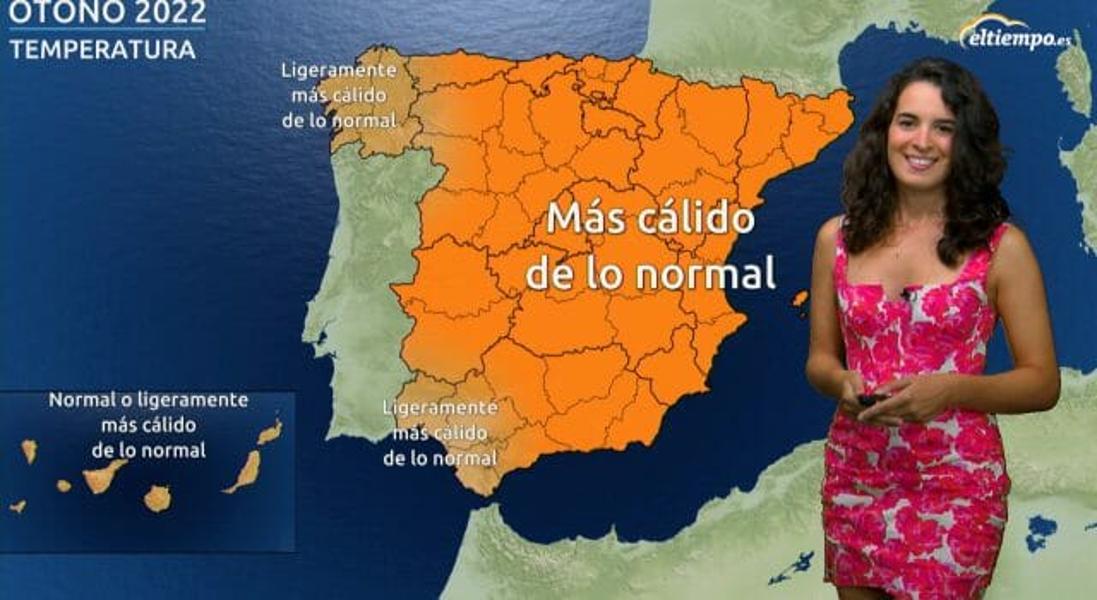 OTOÑO 2022
TEMPERATURA
eltiempo.es
Ligeramente
más cálido
de lo normal
Más cálido
de lo normal
Normal o ligeramente
más cálido
de lo normal
Ligeramente
más cálido
de lo normal